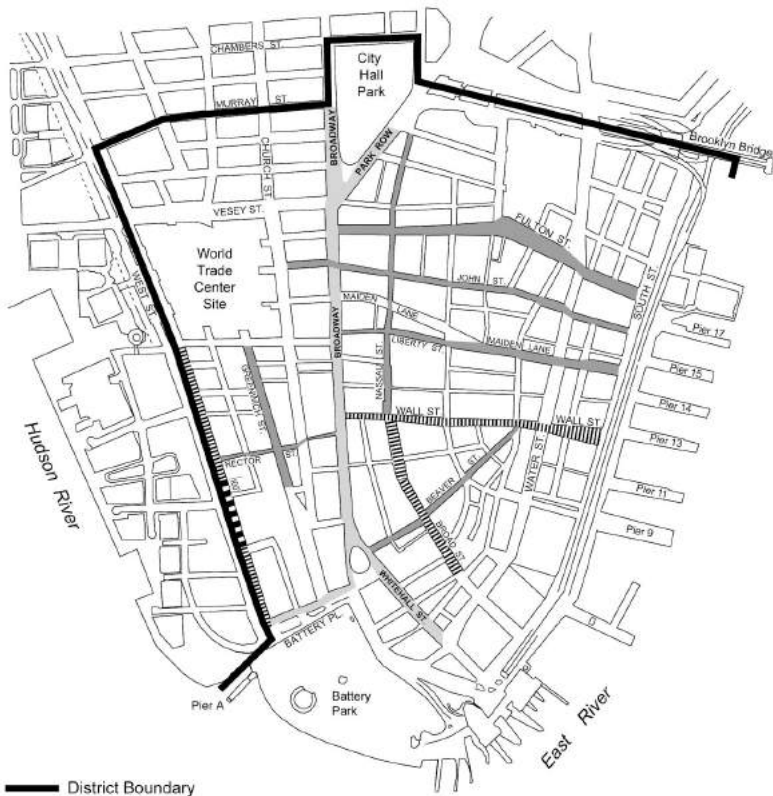 CHAMBERS ST.
City
Hall
Park
MURRAY ST.
BROADWAY
PARK ROW
CHURCH ST.
Brooklyn Bridge
VESEY ST.
FULTON ST.
World
Trade
Center
Site
WEST ST.
JOHN ST.
SOUTH ST.
MAIDEN LANE
Pier 17
BROADWAY
LIBERTY ST.
MAIDEN LANE
NASSAU ST.
Pier 15
GREENWICH ST.
Pier 14
WALL ST.
WALL ST.
Pier 13
Hudson River
RECTOR ST.
WATER ST.
BEAVER ST.
Pier 11
BROAD ST.
Pier 9
WHITEHALL ST.
BATTERY PL.
Pier A
Battery
Park
East River
District Boundary